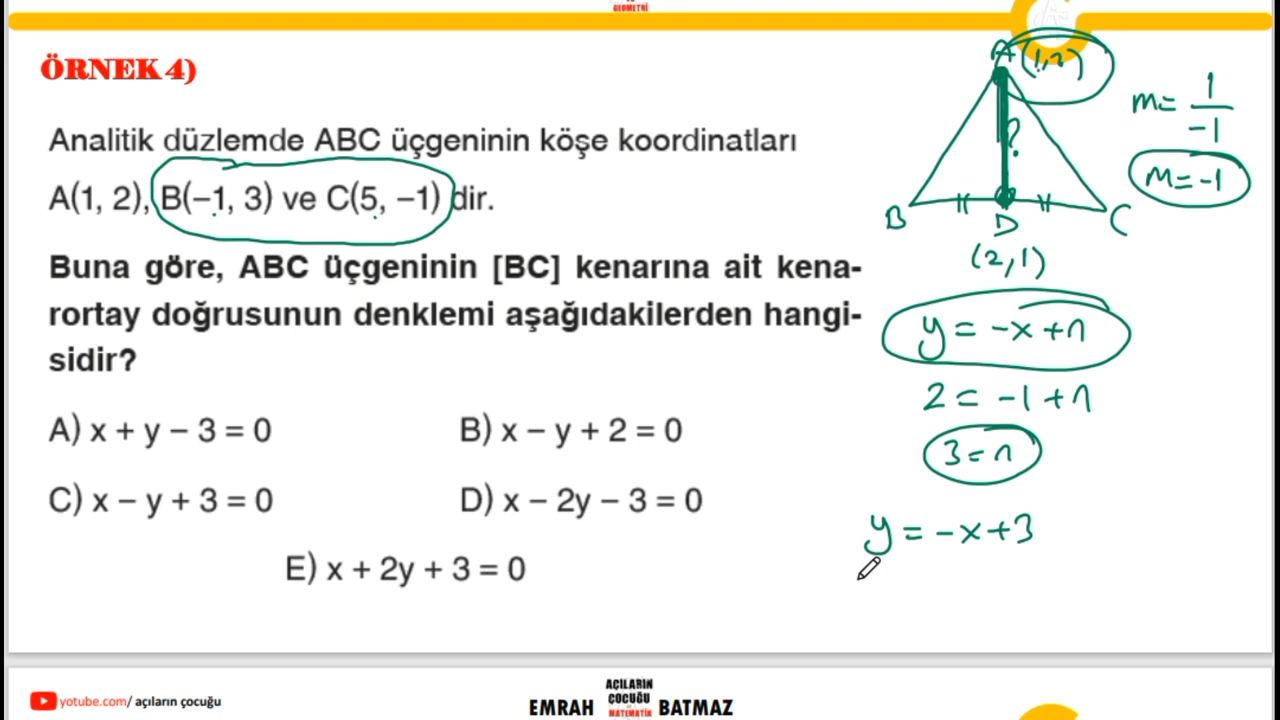 GEOMETRİ
ÖRNEK 4)
Analitik düzlemde ABC üçgeninin köşe koordinatları
A(1, 2), B(−1, 3) ve C(5, −1) dir.
Buna göre, ABC üçgeninin [BC] kenarına ait kena-
rortay doğrusunun denklemi aşağıdakilerden hangi-
sidir?
A) x + y − 3 = 0
B) x − y + 2 = 0
C) x − y + 3 = 0
D) x − 2y − 3 = 0
E) x + 2y + 3 = 0
A (1,2)
?
B D C
(2,1)
m = 1/-1
m = -1
y = -x + n
2 = -1 + n
3 = n
y = -x + 3
yotube.com/ açıların çocuğu
EMRAH
AÇILARIN
ÇOCUĞU
MATEMATİK
BATMAZ